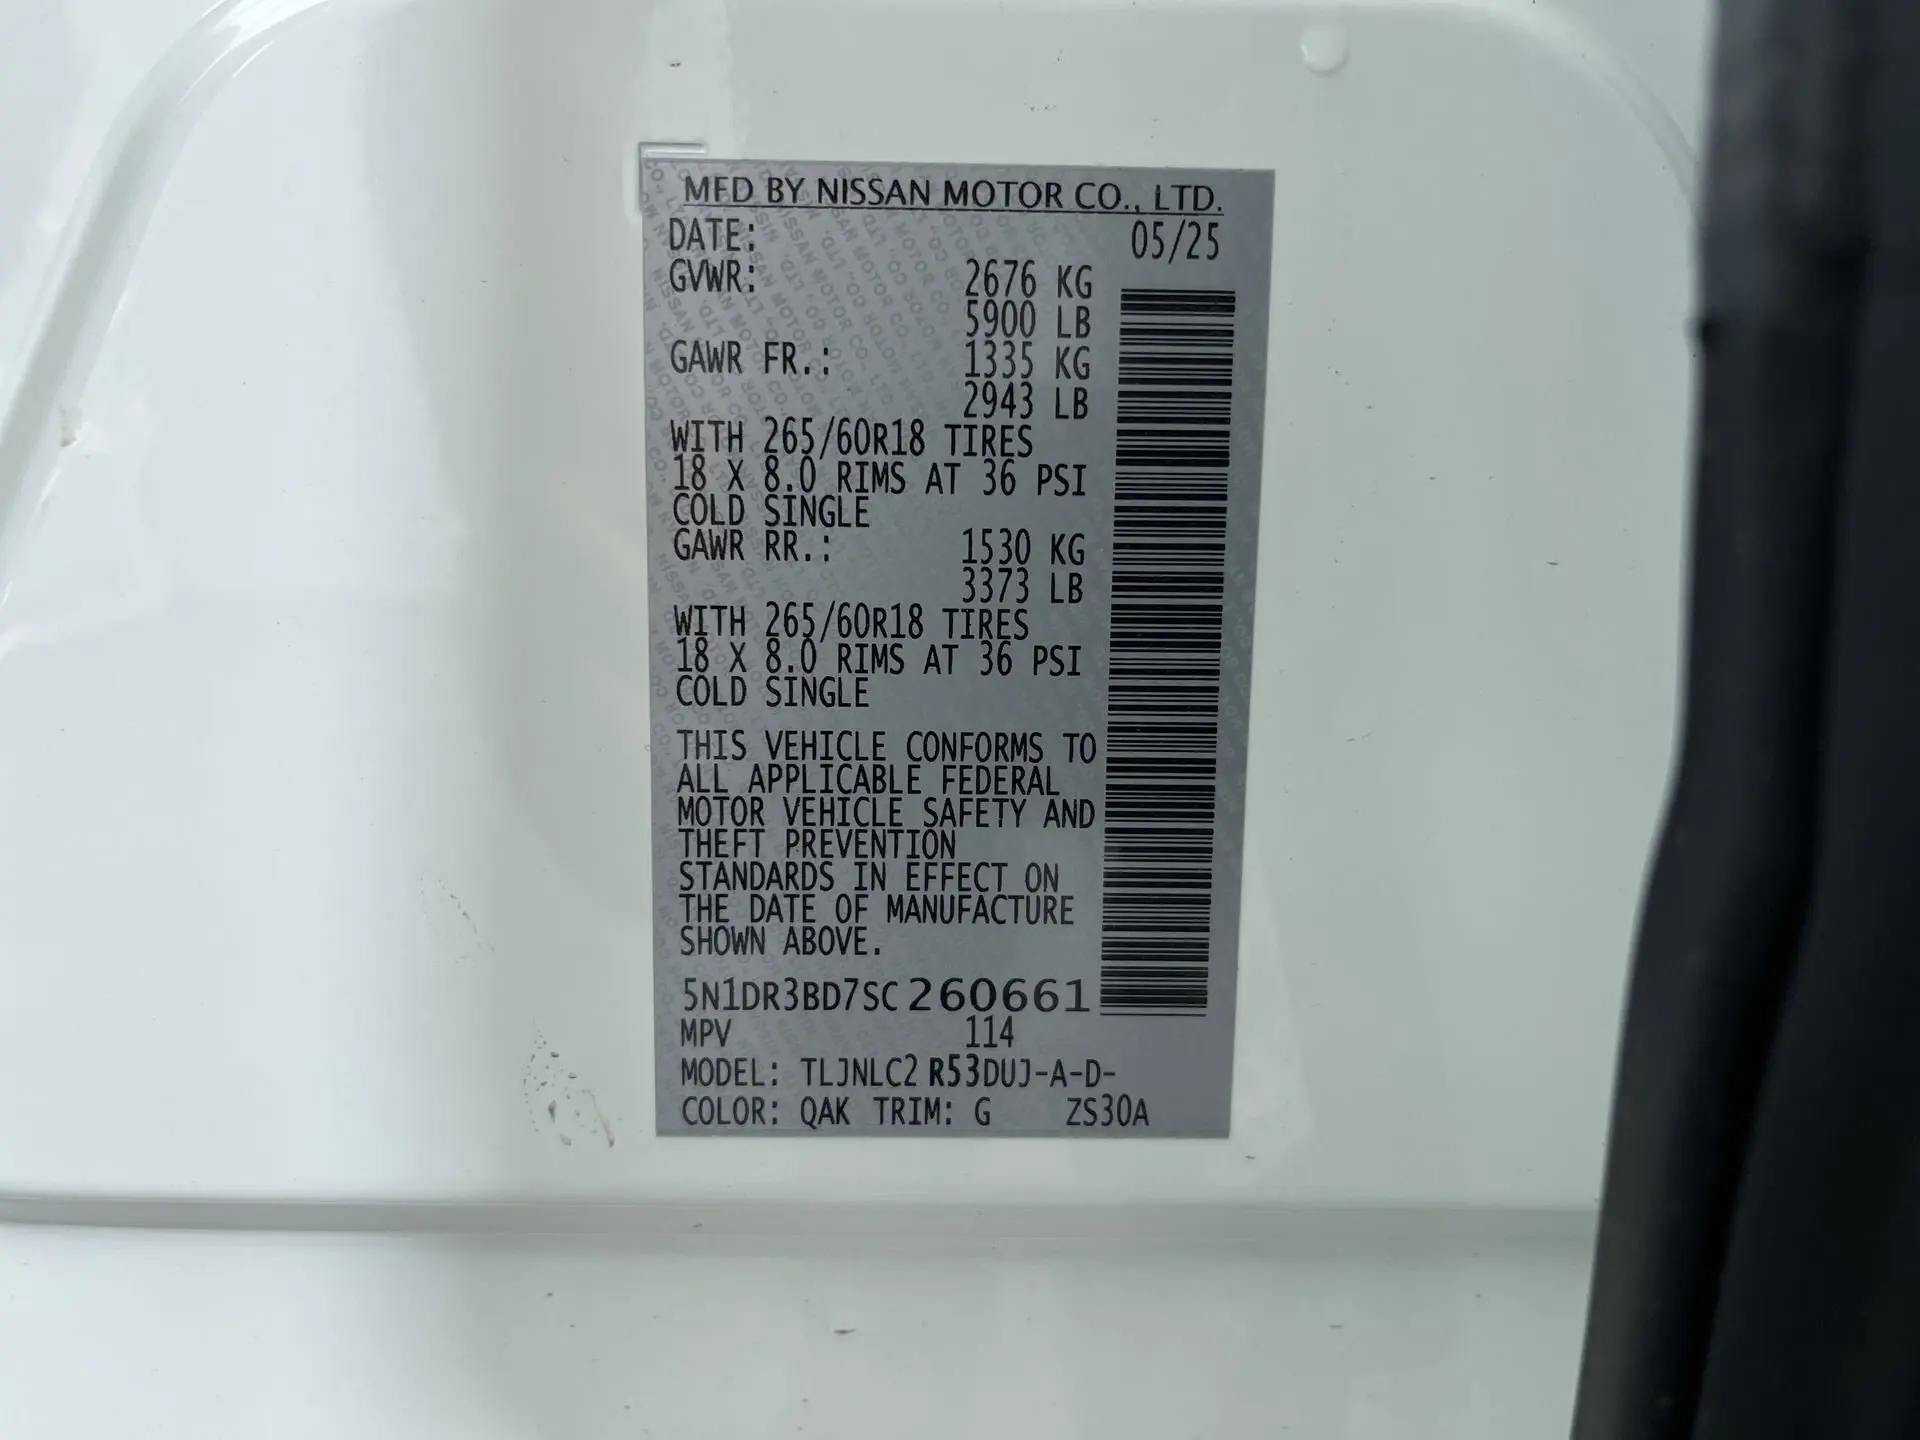 MFD BY NISSAN MOTOR CO., LTD.
DATE: 05/25
GVWR: 2676 KG
5900 LB
GAWR FR.: 1335 KG
2943 LB
WITH 265/60R18 TIRES
18 X 8.0 RIMS AT 36 PSI
COLD SINGLE
GAWR RR.: 1530 KG
3373 LB
WITH 265/60R18 TIRES
18 X 8.0 RIMS AT 36 PSI
COLD SINGLE
THIS VEHICLE CONFORMS TO
ALL APPLICABLE FEDERAL
MOTOR VEHICLE SAFETY AND
THEFT PREVENTION
STANDARDS IN EFFECT ON
THE DATE OF MANUFACTURE
SHOWN ABOVE.
5N1DR3BD7SC260661
MPV 114
MODEL: TLJNLC2 R53DUJ-A-D-
COLOR: QAK TRIM: G ZS30A